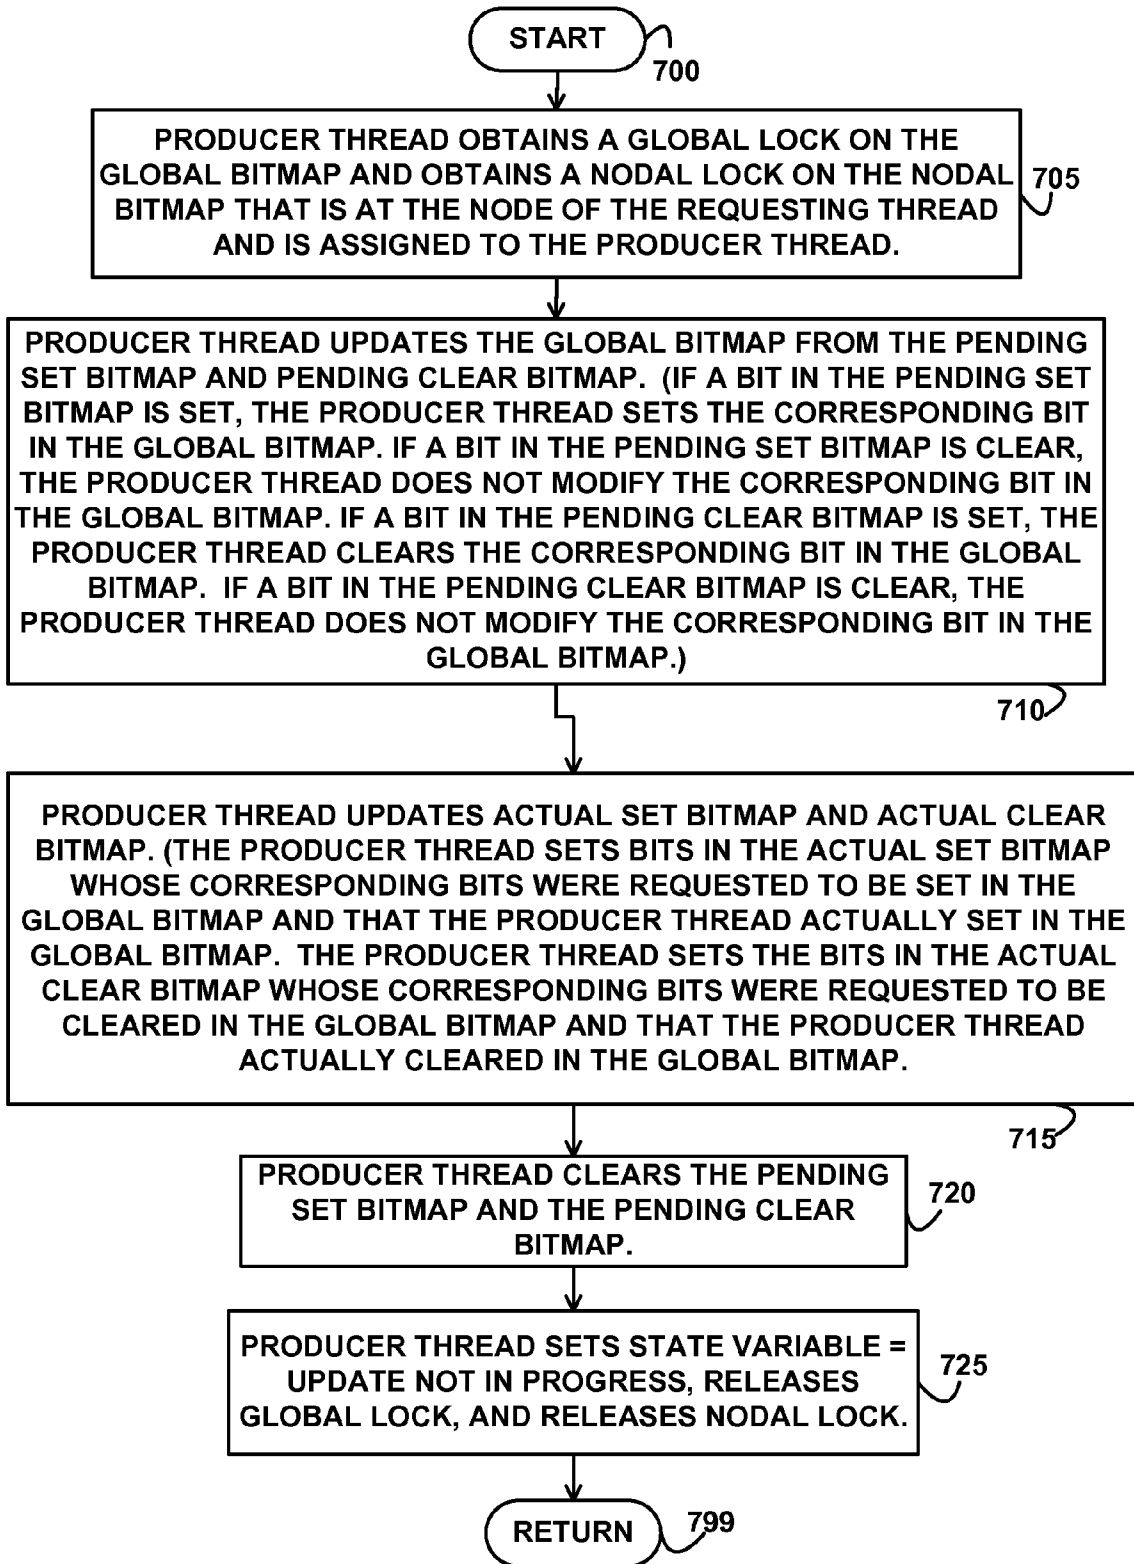 START
700
PRODUCER THREAD OBTAINS A GLOBAL LOCK ON THE
GLOBAL BITMAP AND OBTAINS A NODAL LOCK ON THE NODAL
BITMAP THAT IS AT THE NODE OF THE REQUESTING THREAD
AND IS ASSIGNED TO THE PRODUCER THREAD.
705
PRODUCER THREAD UPDATES THE GLOBAL BITMAP FROM THE PENDING
SET BITMAP AND PENDING CLEAR BITMAP. (IF A BIT IN THE PENDING SET
BITMAP IS SET, THE PRODUCER THREAD SETS THE CORRESPONDING BIT
IN THE GLOBAL BITMAP. IF A BIT IN THE PENDING SET BITMAP IS CLEAR,
THE PRODUCER THREAD DOES NOT MODIFY THE CORRESPONDING BIT IN
THE GLOBAL BITMAP. IF A BIT IN THE PENDING CLEAR BITMAP IS SET, THE
PRODUCER THREAD CLEARS THE CORRESPONDING BIT IN THE GLOBAL
BITMAP. IF A BIT IN THE PENDING CLEAR BITMAP IS CLEAR, THE
PRODUCER THREAD DOES NOT MODIFY THE CORRESPONDING BIT IN THE
GLOBAL BITMAP.)
710
PRODUCER THREAD UPDATES ACTUAL SET BITMAP AND ACTUAL CLEAR
BITMAP. (THE PRODUCER THREAD SETS BITS IN THE ACTUAL SET BITMAP
WHOSE CORRESPONDING BITS WERE REQUESTED TO BE SET IN THE
GLOBAL BITMAP AND THAT THE PRODUCER THREAD ACTUALLY SET IN THE
GLOBAL BITMAP. THE PRODUCER THREAD SETS THE BITS IN THE ACTUAL
CLEAR BITMAP WHOSE CORRESPONDING BITS WERE REQUESTED TO BE
CLEARED IN THE GLOBAL BITMAP AND THAT THE PRODUCER THREAD
ACTUALLY CLEARED IN THE GLOBAL BITMAP.
715
PRODUCER THREAD CLEARS THE PENDING
SET BITMAP AND THE PENDING CLEAR
BITMAP.
720
PRODUCER THREAD SETS STATE VARIABLE =
UPDATE NOT IN PROGRESS, RELEASES
GLOBAL LOCK, AND RELEASES NODAL LOCK.
725
RETURN
799